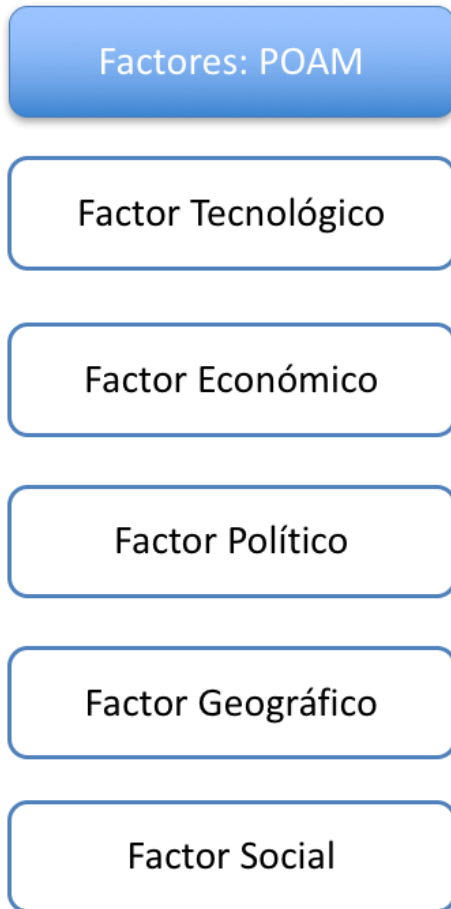 Factores: POAM
Factor Tecnológico
Factor Económico
Factor Político
Factor Geográfico
Factor Social